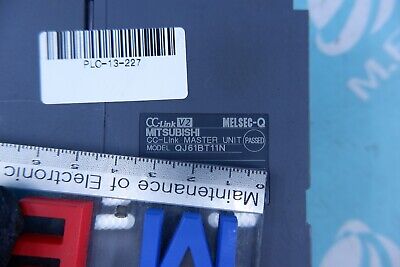 PLC-13-227
CC-Link V2 MELSEC-Q
MITSUBISHI
CC-Link MASTER UNIT PASSED
MODEL QJ61BT11N
Maintenance of Electronic
E M
M.R